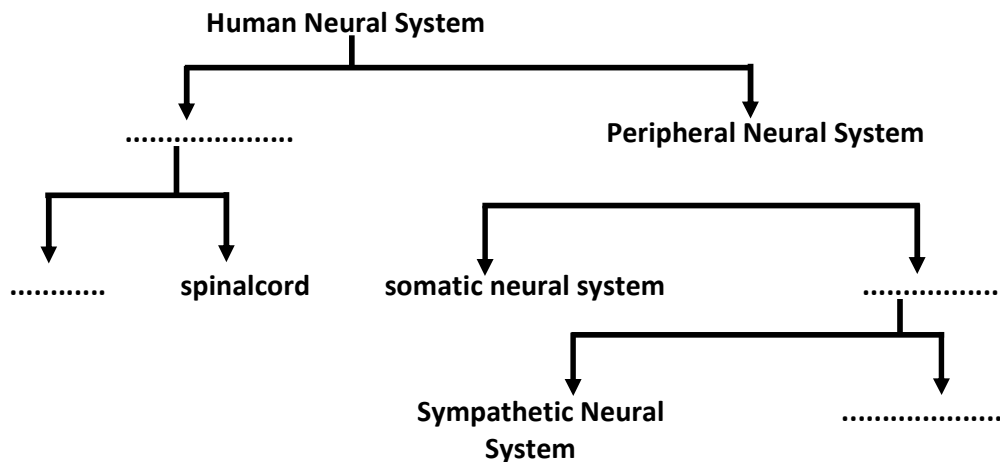 Human Neural System
..................... Peripheral Neural System
............ spinalcord somatic neural system .................
Sympathetic Neural ...................
System